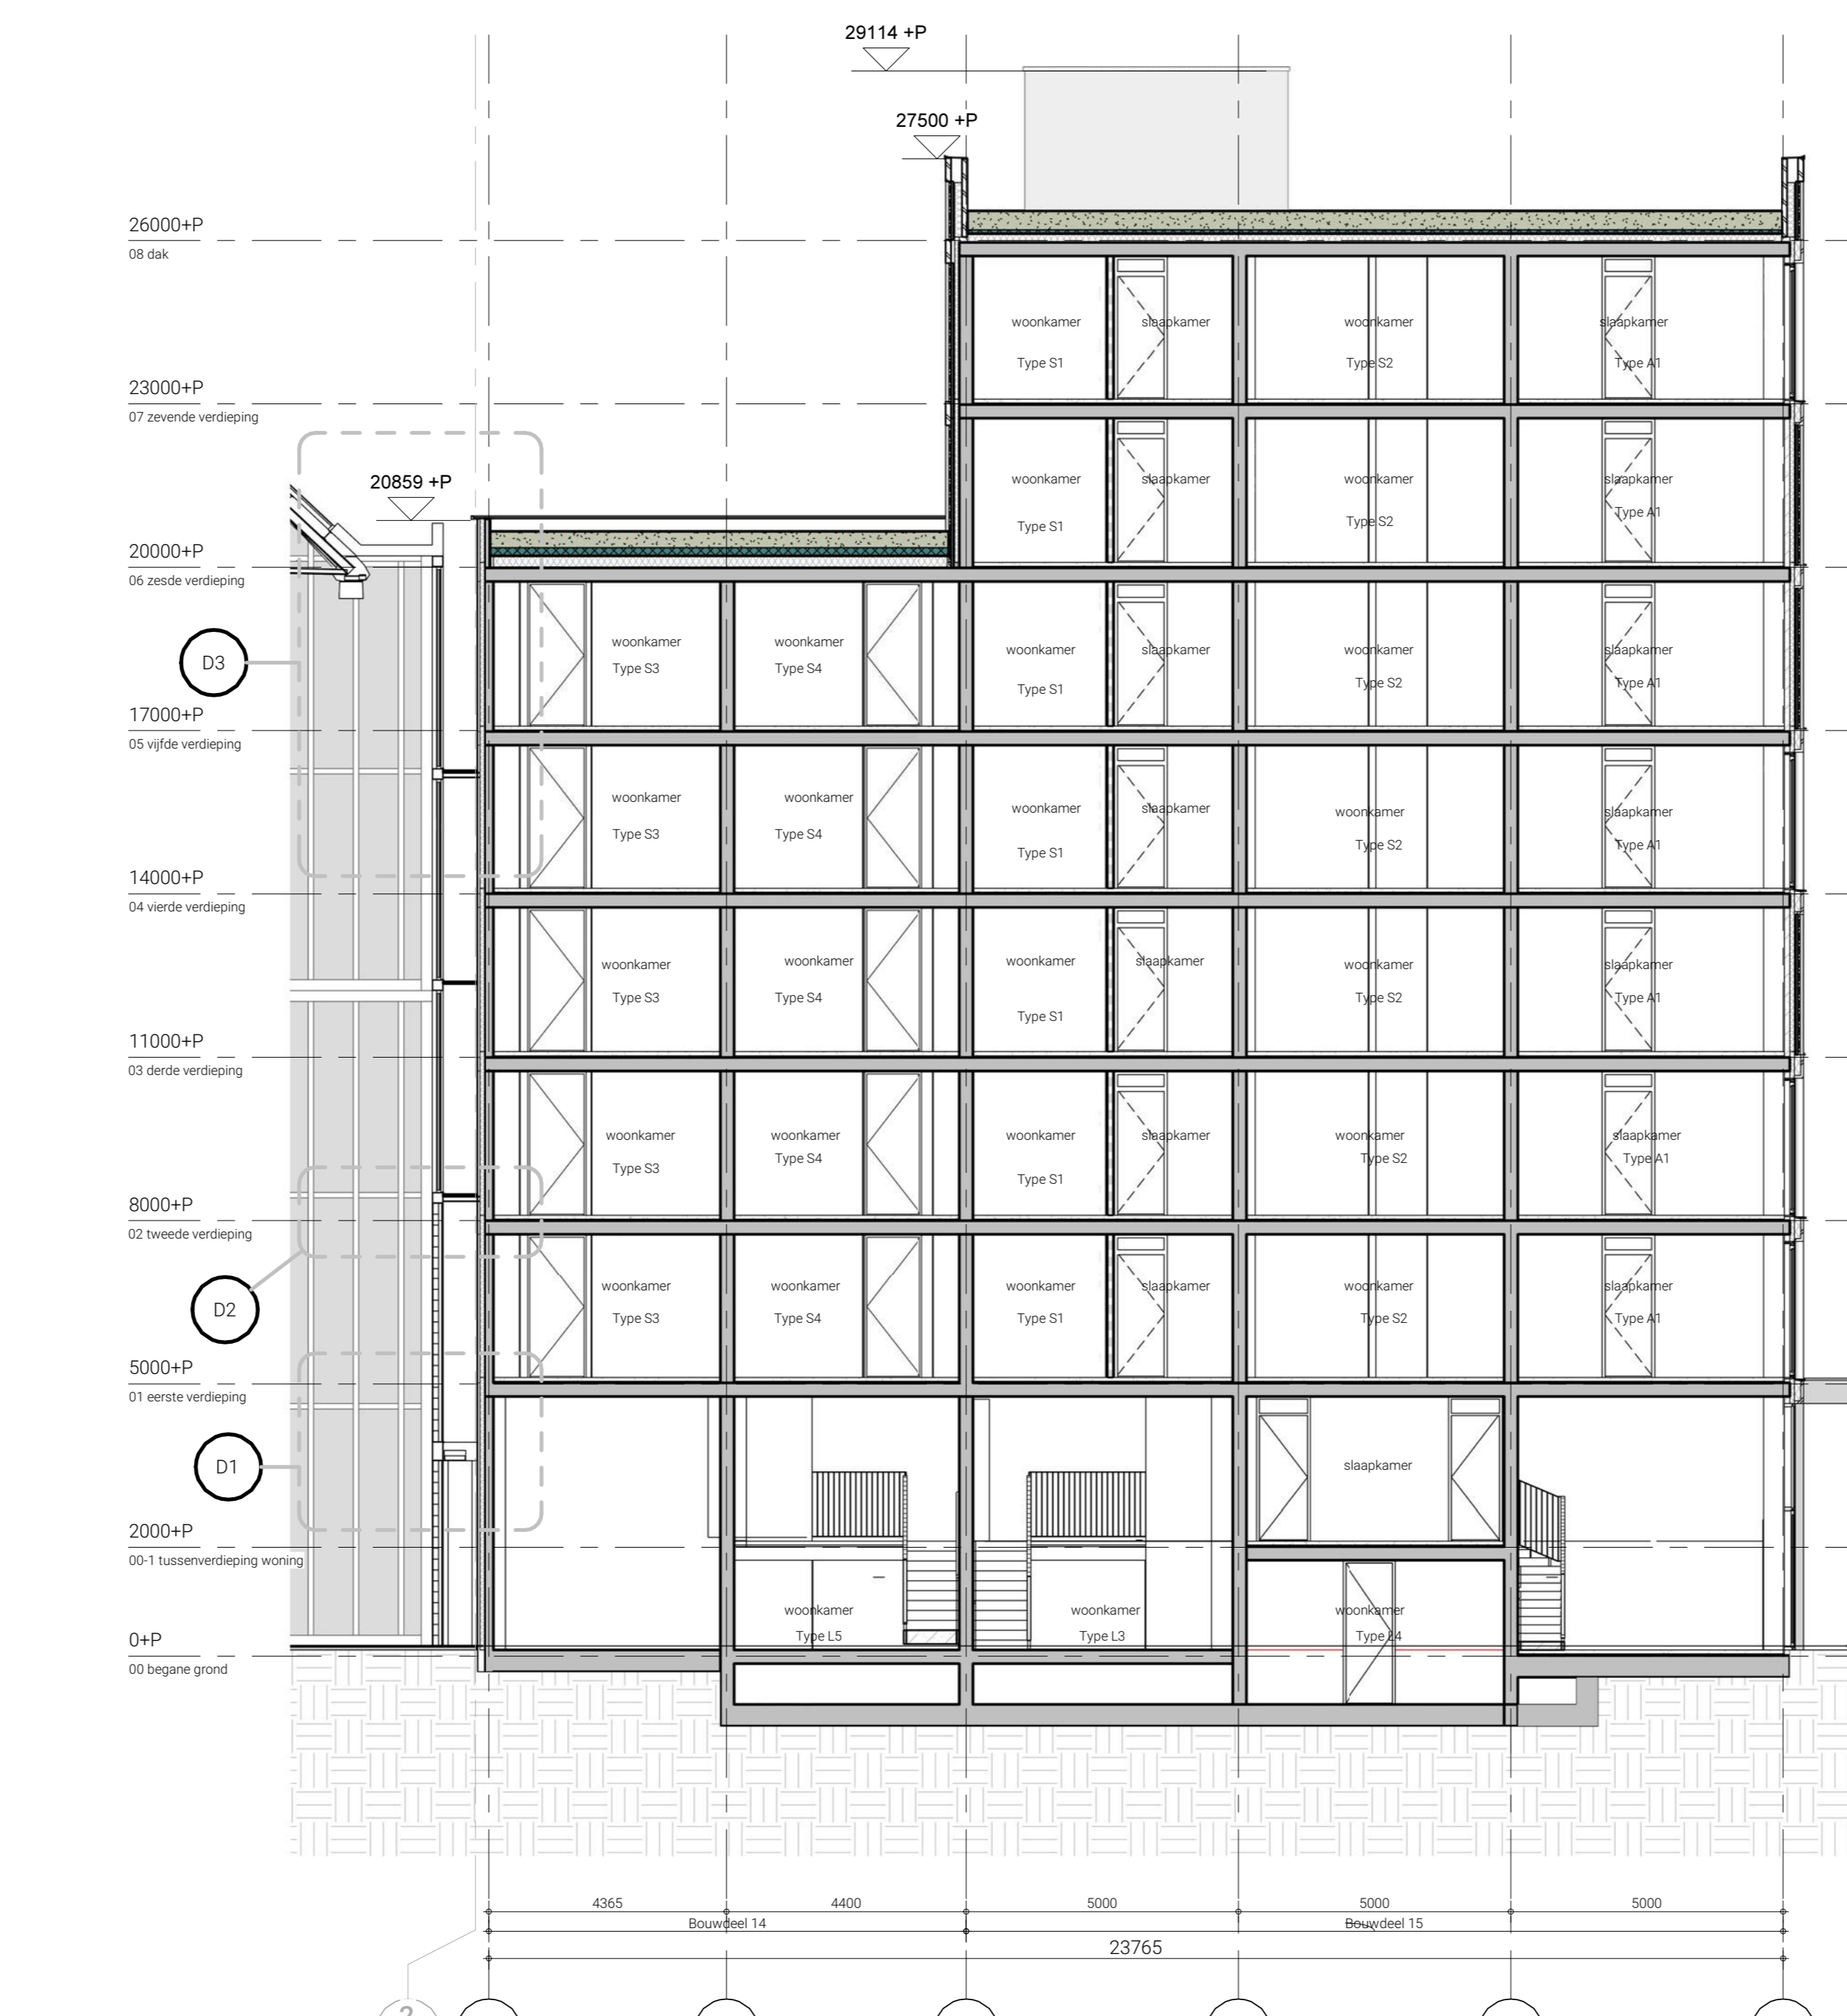 29114 +P
27500 +P
26000+P
08 dak
woonkamer slaapkamer woonkamer slaapkamer
Type S1 Type S2 Type A1
23000+P
07 zevende verdieping
20859 +P
woonkamer slaapkamer woonkamer slaapkamer
Type S1 Type S2 Type A1
20000+P
06 zesde verdieping
D3
woonkamer woonkamer woonkamer slaapkamer woonkamer slaapkamer
Type S3 Type S4 Type S1 Type S2 Type A1
17000+P
05 vijfde verdieping
woonkamer woonkamer woonkamer slaapkamer woonkamer slaapkamer
Type S3 Type S4 Type S1 Type S2 Type A1
14000+P
04 vierde verdieping
woonkamer woonkamer woonkamer slaapkamer woonkamer slaapkamer
Type S3 Type S4 Type S1 Type S2 Type A1
11000+P
03 derde verdieping
woonkamer woonkamer woonkamer slaapkamer woonkamer slaapkamer
Type S3 Type S4 Type S1 Type S2 Type A1
8000+P
02 tweede verdieping
D2
woonkamer woonkamer woonkamer slaapkamer woonkamer slaapkamer
Type S3 Type S4 Type S1 Type S2 Type A1
5000+P
01 eerste verdieping
D1
slaapkamer
2000+P
00-1 tussenverdieping woning
woonkamer woonkamer woonkamer
Type L5 Type L3 Type L4
0+P
00 begane grond
4365 4400 5000 5000 5000
Bouwdeel 14 Bouwdeel 15
23765
2